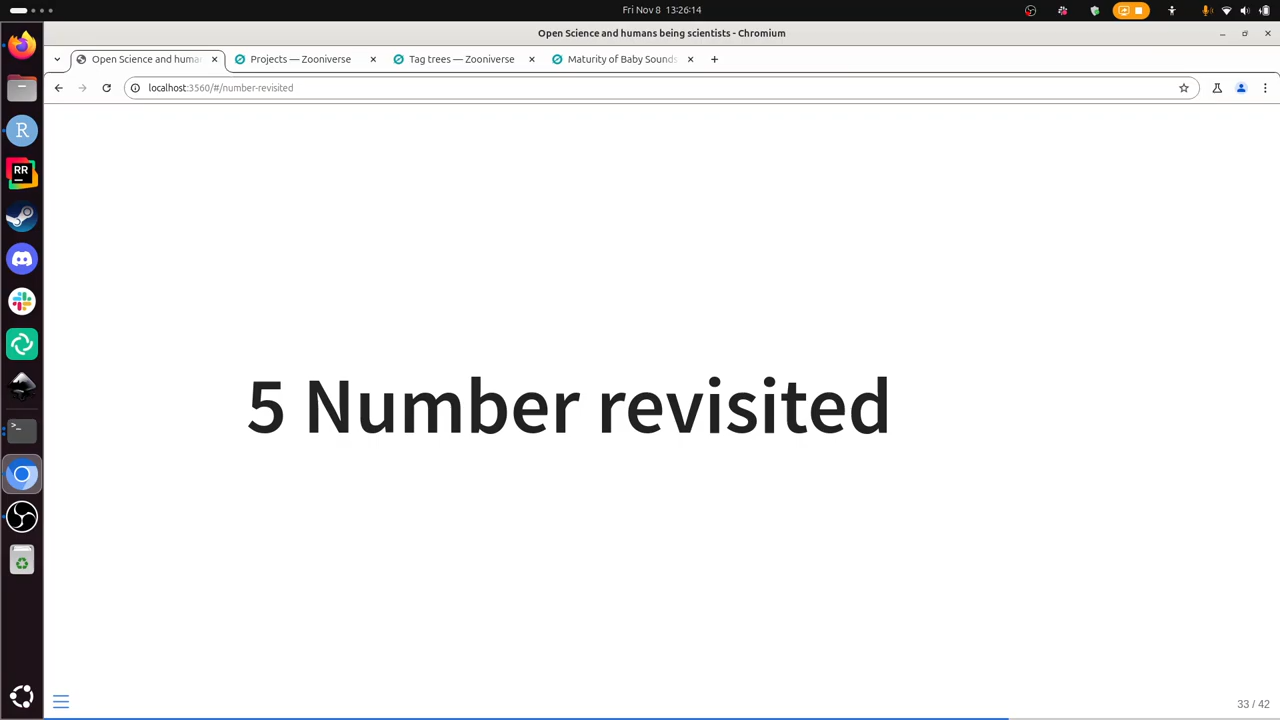 Fri Nov 8 13:26:14
Open Science and humans being scientists - Chromium
Open Science and huma
Projects — Zooniverse
Tag trees — Zooniverse
Maturity of Baby Sounds
localhost:3560/#/number-revisited
R
RR
5 Number revisited
33 / 42